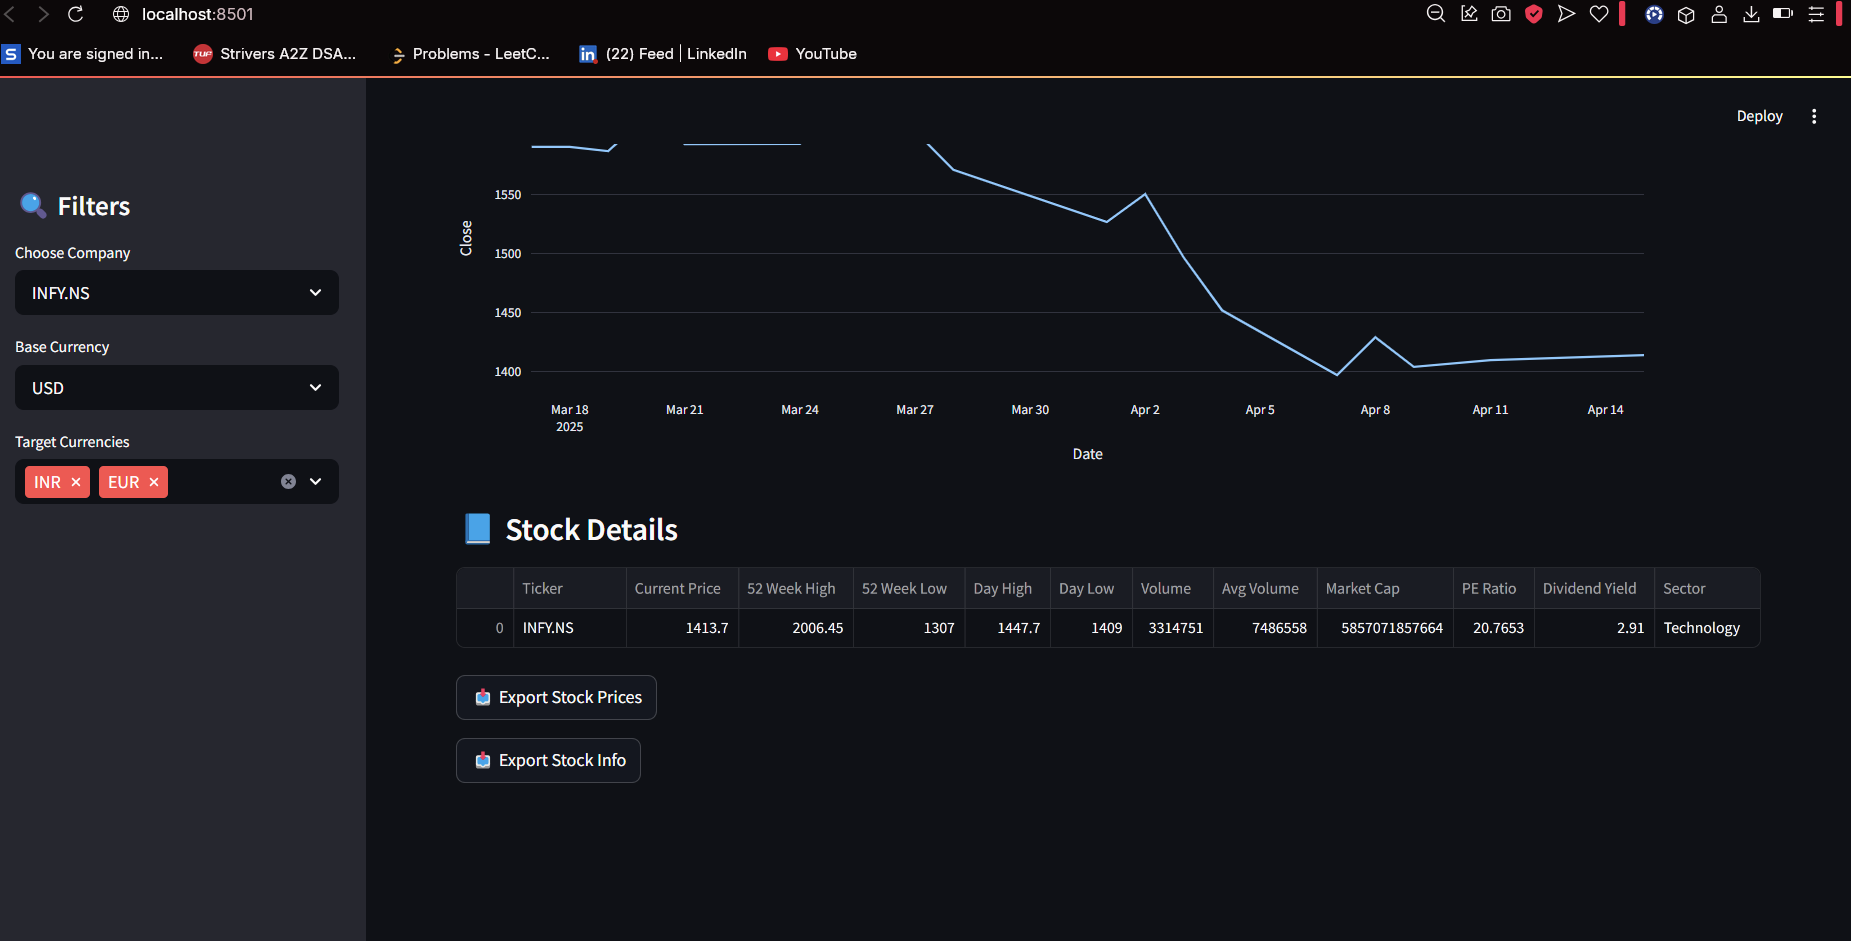 localhost:8501
You are signed in...
Strivers A2Z DSA...
Problems - LeetC...
(22) Feed | LinkedIn
YouTube
Deploy
Filters
Choose Company
INFY.NS
Base Currency
USD
Target Currencies
INR × EUR ×
Close
1550
1500
1450
1400
Mar 18 Mar 21 Mar 24 Mar 27 Mar 30 Apr 2 Apr 5 Apr 8 Apr 11 Apr 14
2025
Date
Stock Details
Ticker Current Price 52 Week High 52 Week Low Day High Day Low Volume Avg Volume Market Cap PE Ratio Dividend Yield Sector
0 INFY.NS 1413.7 2006.45 1307 1447.7 1409 3314751 7486558 5857071857664 20.7653 2.91 Technology
Export Stock Prices
Export Stock Info